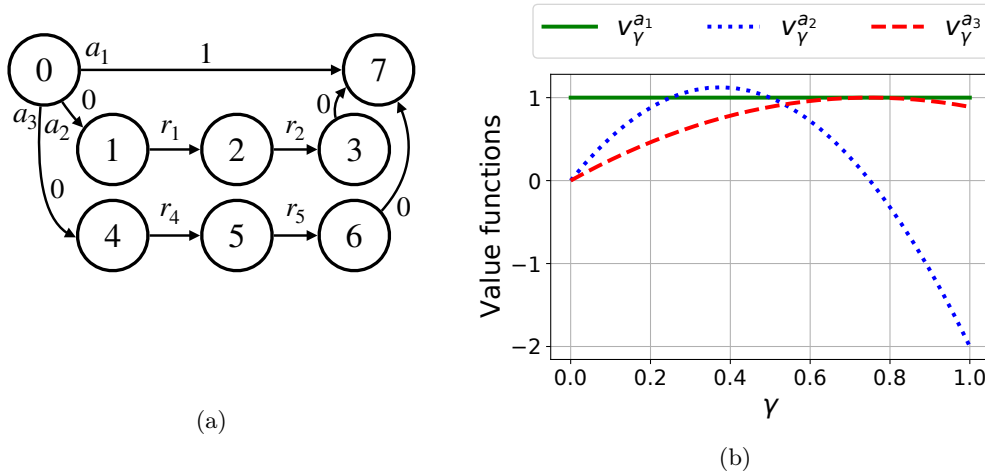 0 a₁ 1 7
a₃ a₂ 0 0
1 r₁ 2 r₂ 3
0 0
4 r₄ 5 r₅ 6
(a)
v_γ^{a₁} v_γ^{a₂} v_γ^{a₃}
Value functions
1
0
−1
−2
0.0 0.2 0.4 0.6 0.8 1.0
γ
(b)